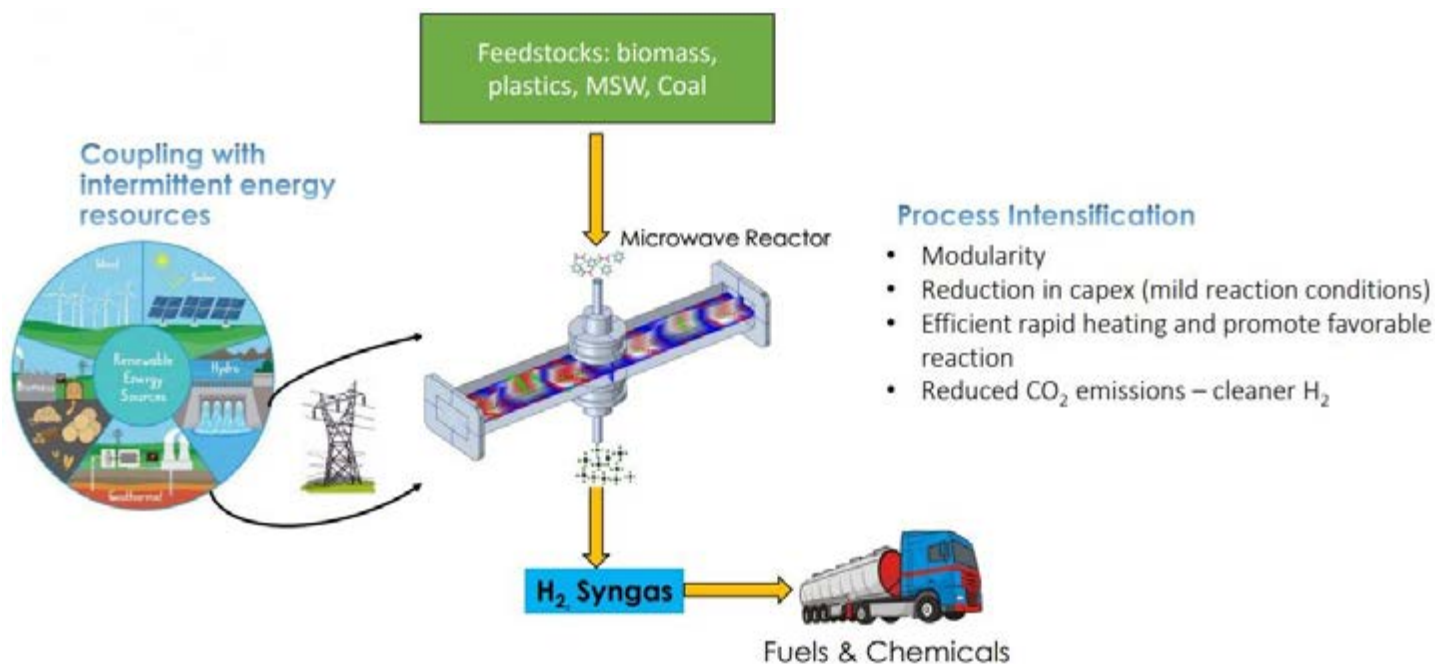 Feedstocks: biomass,
plastics, MSW, Coal
Coupling with
intermittent energy
resources
Wind
Solar
Renewable
Energy
Sources
Hydro
Biomass
Geothermal
Microwave Reactor
Process Intensification
• Modularity
• Reduction in capex (mild reaction conditions)
• Efficient rapid heating and promote favorable
reaction
• Reduced CO₂ emissions – cleaner H₂
H₂, Syngas
Fuels & Chemicals